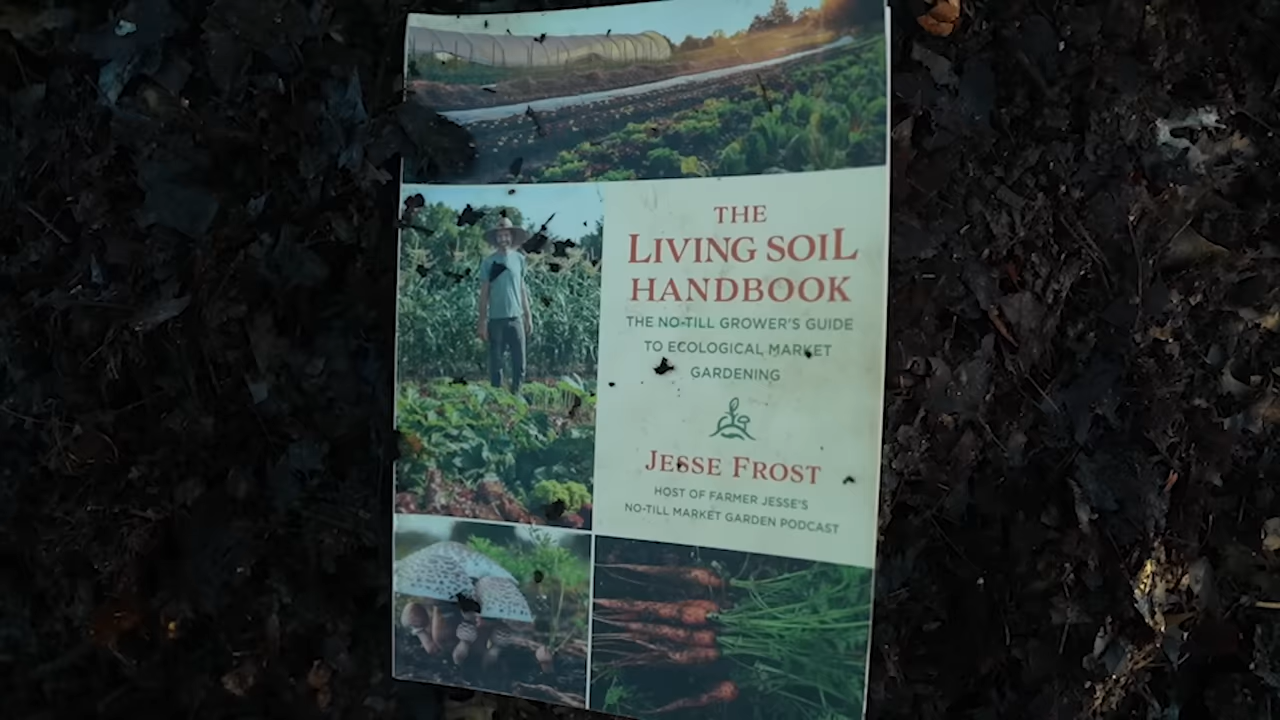 THE
LIVING SOIL
HANDBOOK
THE NO-TILL GROWER'S GUIDE
TO ECOLOGICAL MARKET
GARDENING
JESSE FROST
HOST OF FARMER JESSE'S
NO-TILL MARKET GARDEN PODCAST